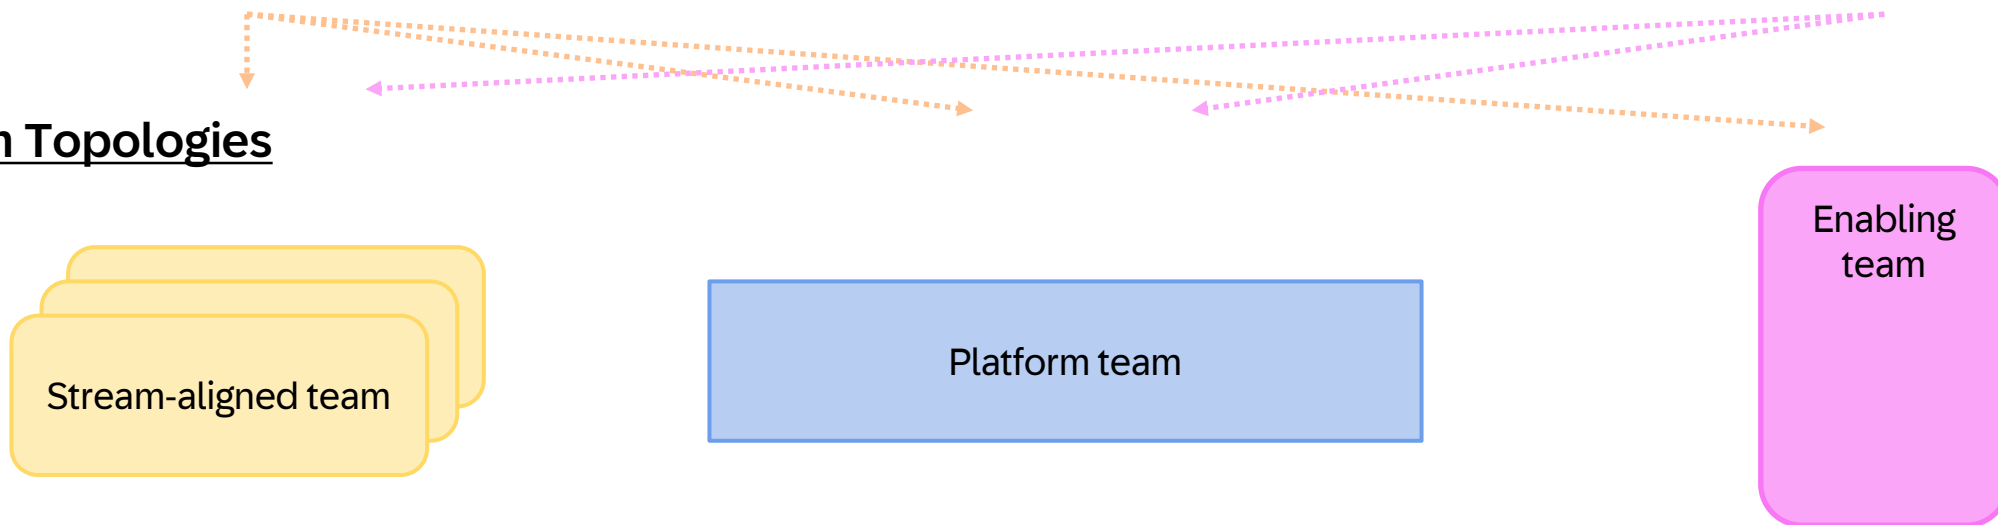 Topologies
Enabling
team
Platform team
Stream-aligned team